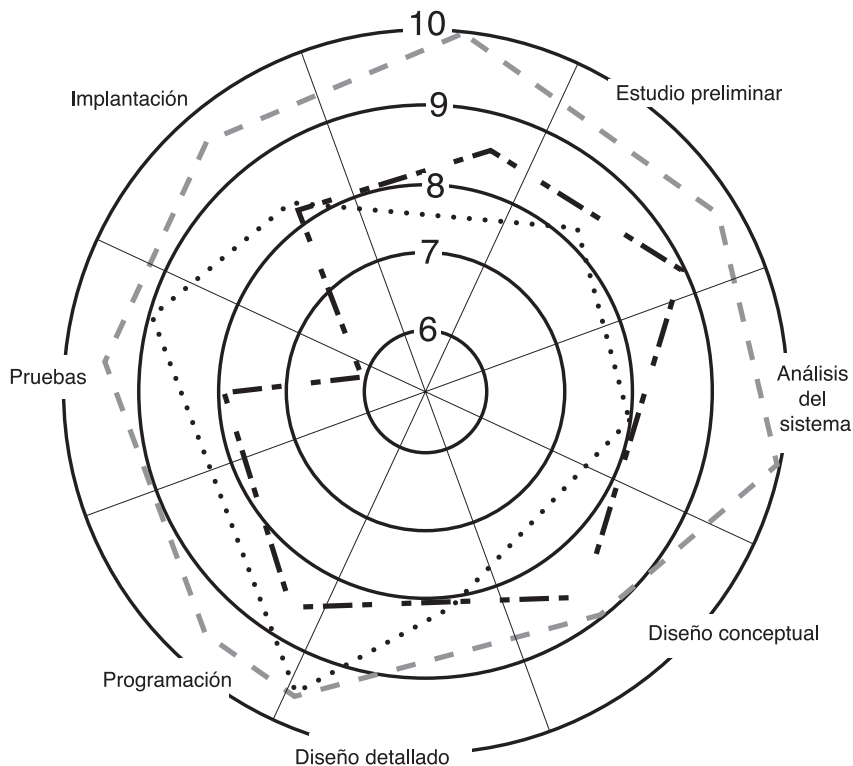 10
Estudio preliminar
Implantación
9
8
7
6
Pruebas
Análisis
del
sistema
Diseño conceptual
Programación
Diseño detallado